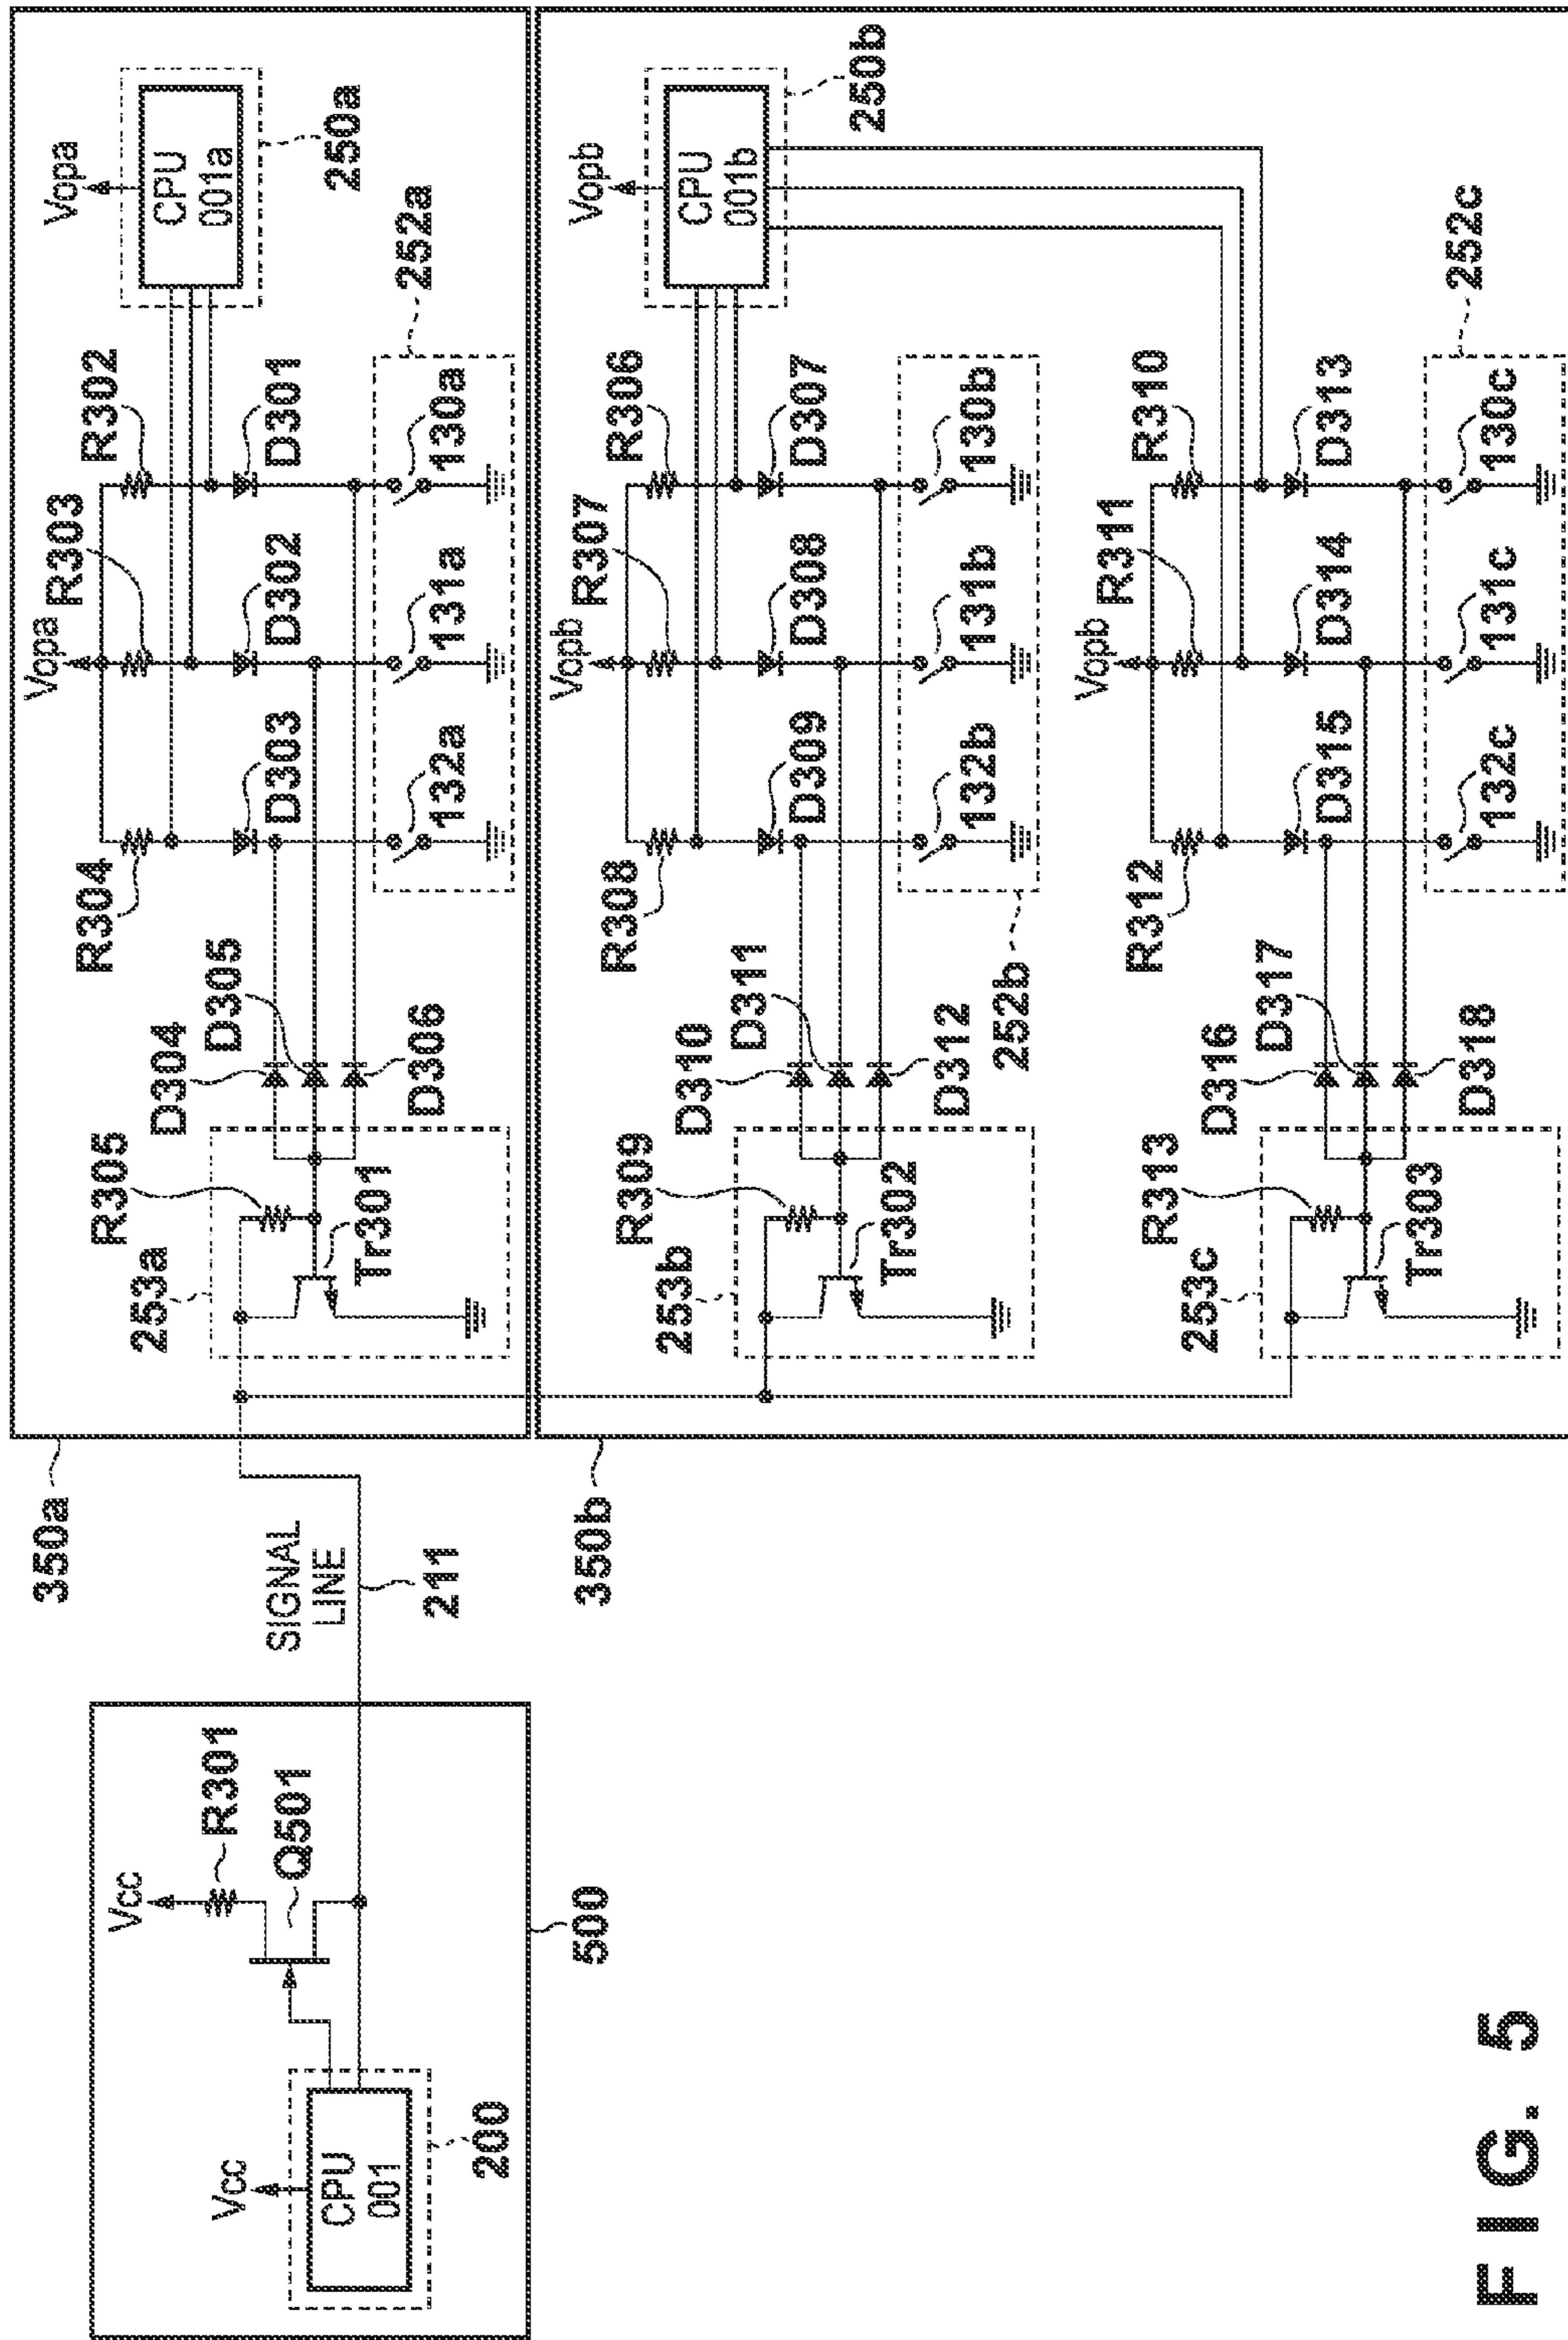 350a
Vopa
CPU
001a
250a
R304
R303
R302
D303
D302
D301
252a
132a
131a
130a
D304
D305
D306
R305
253a
Tr301
Vcc
R301
Q501
Vcc
CPU
001
200
500
SIGNAL
LINE
211
350b
Vopa
Vopb
CPU
001b
250b
Vopb
R308
R307
R306
D309
D308
D307
132b
131b
130b
252b
D310
D311
D312
R309
253b
Tr302
Vopb
R312
R311
R310
D315
D314
D313
132c
131c
130c
252c
D316
D317
D318
R313
253c
Tr303
FIG. 5